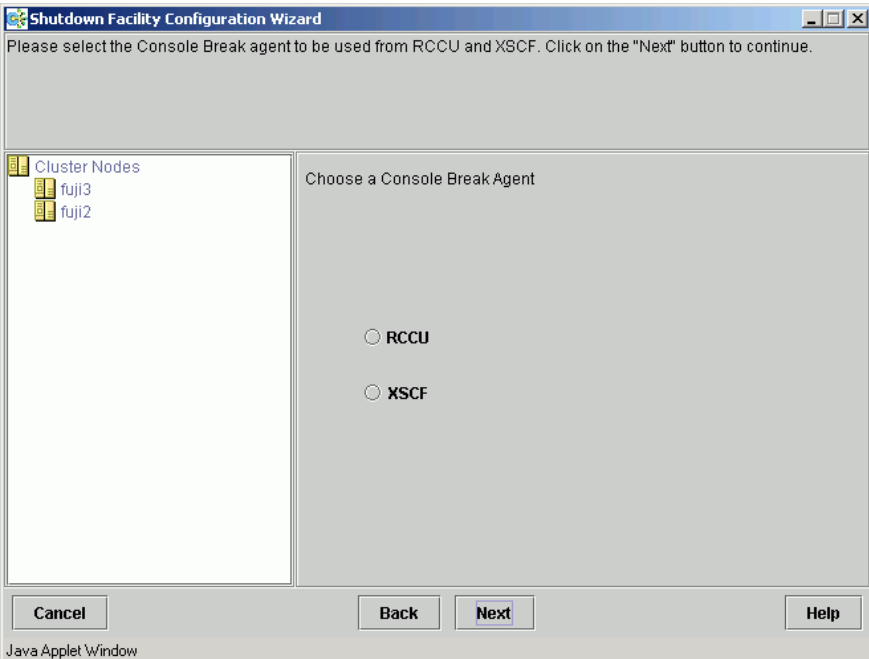 Shutdown Facility Configuration Wizard
Please select the Console Break agent to be used from RCCU and XSCF. Click on the "Next" button to continue.
Cluster Nodes
fuji3
fuji2
Choose a Console Break Agent
RCCU
XSCF
Cancel
Back
Next
Help
Java Applet Window